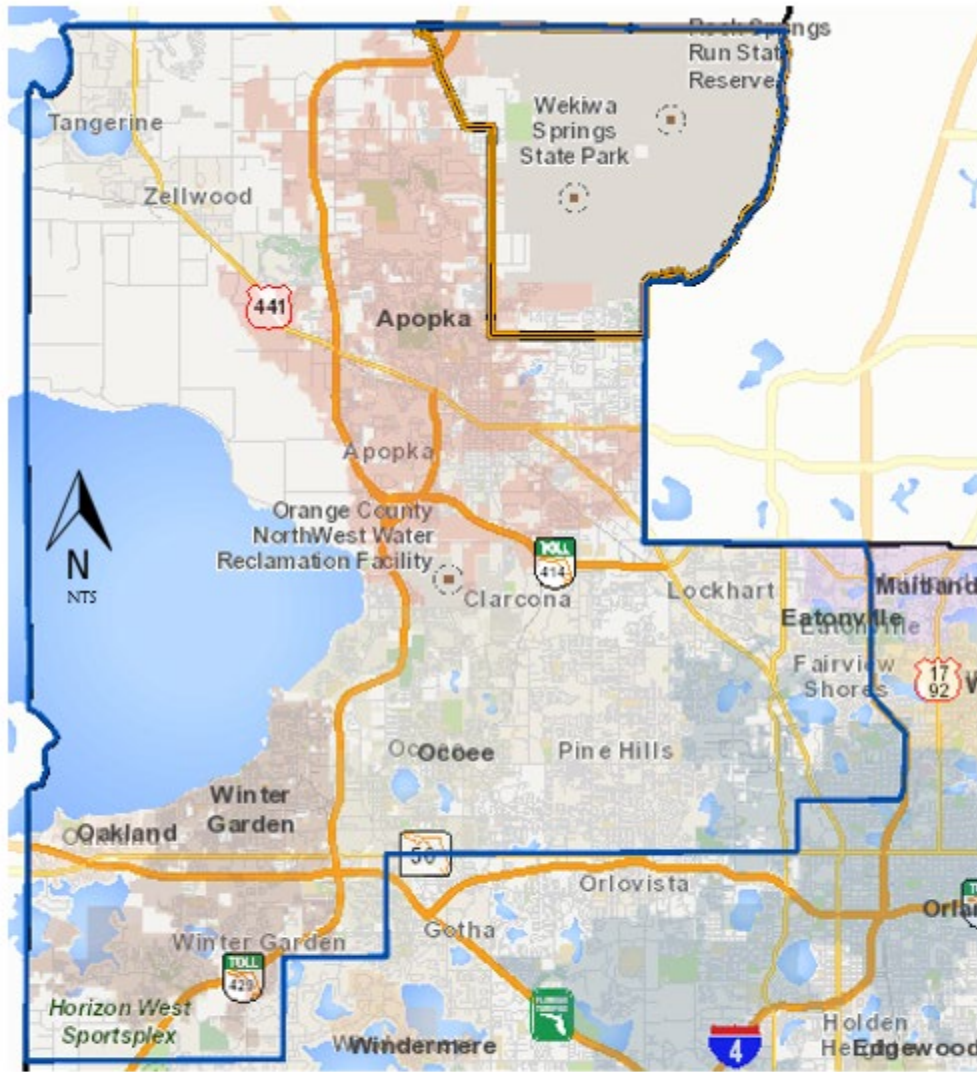 Rock Springs
Run State
Reserve
Wekiwa
Springs
State Park
Tangerine
Zellwood
441
Apopka
Apopka
Orange County
NorthWest Water
Reclamation Facility
N
NTS
TOLL
414
Clarcona
Lockhart
Maitland
Eatonville
Eatonville
Fairview
Shores
17
92
W
Ocoee
Pine Hills
Winter
Garden
Oakland
50
Orlovista
Gotha
Winter Garden
TOLL
429
Horizon West
Sportsplex
Windermere
4
Holden
Edgewood